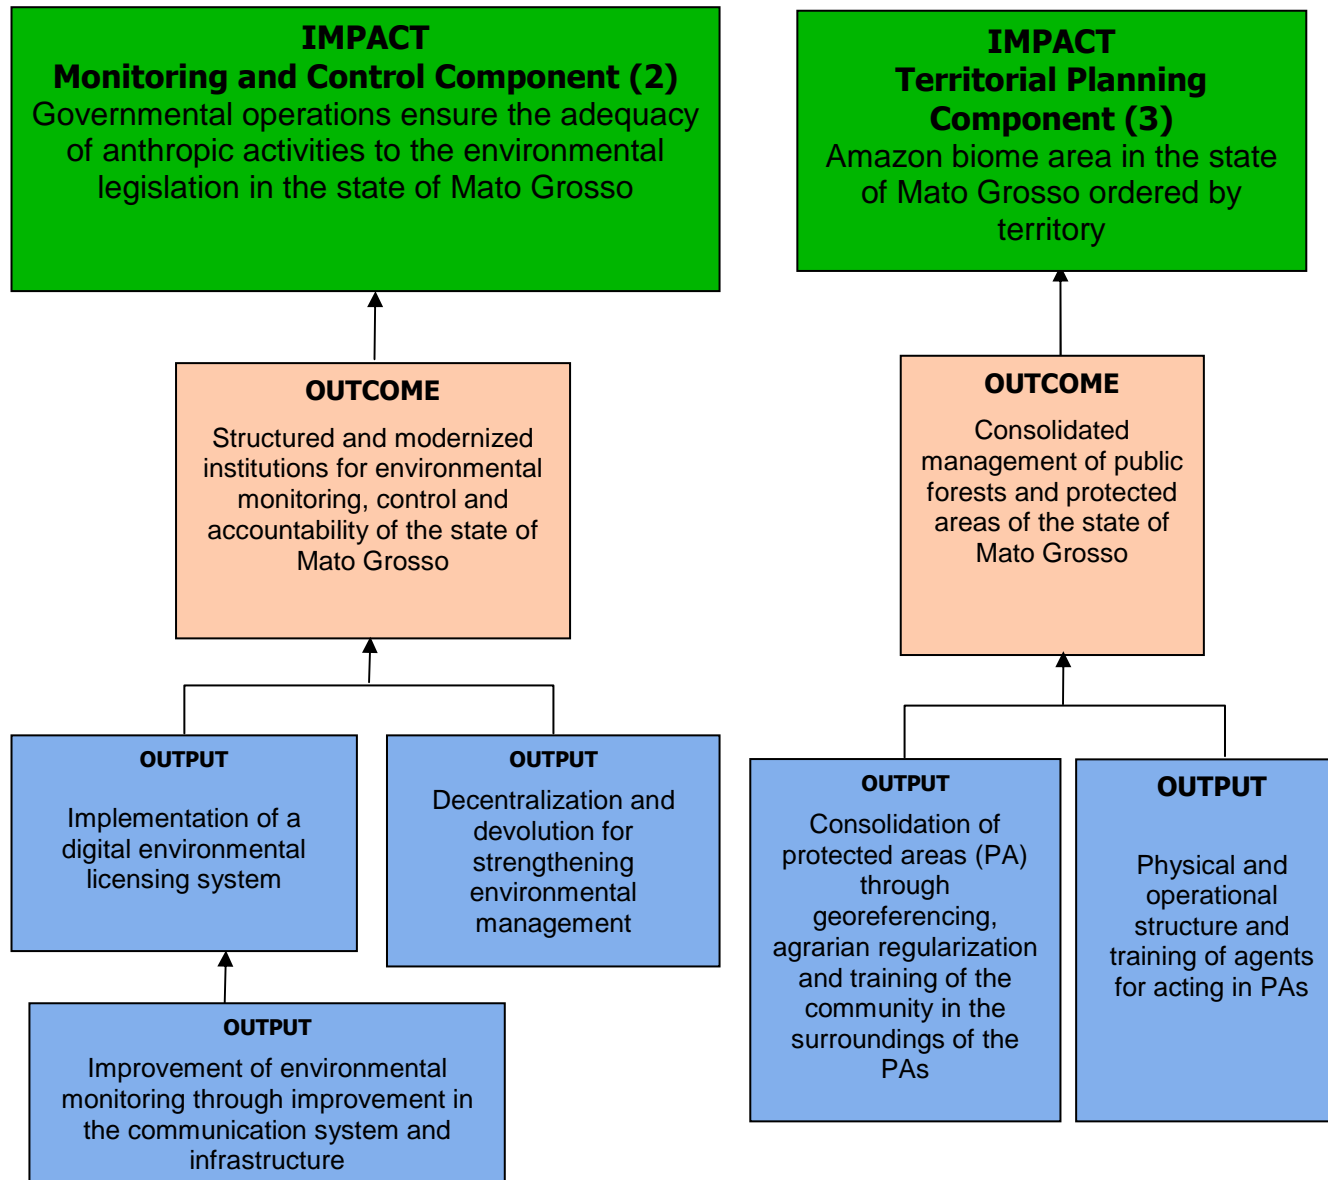 IMPACT
Monitoring and Control Component (2)
Governmental operations ensure the adequacy
of anthropic activities to the environmental
legislation in the state of Mato Grosso
OUTCOME
Structured and modernized
institutions for environmental
monitoring, control and
accountability of the state of
Mato Grosso
OUTPUT
Implementation of a
digital environmental
licensing system
OUTPUT
Decentralization and
devolution for
strengthening
environmental
management
OUTPUT
Improvement of environmental
monitoring through improvement in
the communication system and
infrastructure
IMPACT
Territorial Planning
Component (3)
Amazon biome area in the state
of Mato Grosso ordered by
territory
OUTCOME
Consolidated
management of public
forests and protected
areas of the state of
Mato Grosso
OUTPUT
Consolidation of
protected areas (PA)
through
georeferencing,
agrarian regularization
and training of the
community in the
surroundings of the
PAs
OUTPUT
Physical and
operational
structure and
training of agents
for acting in PAs